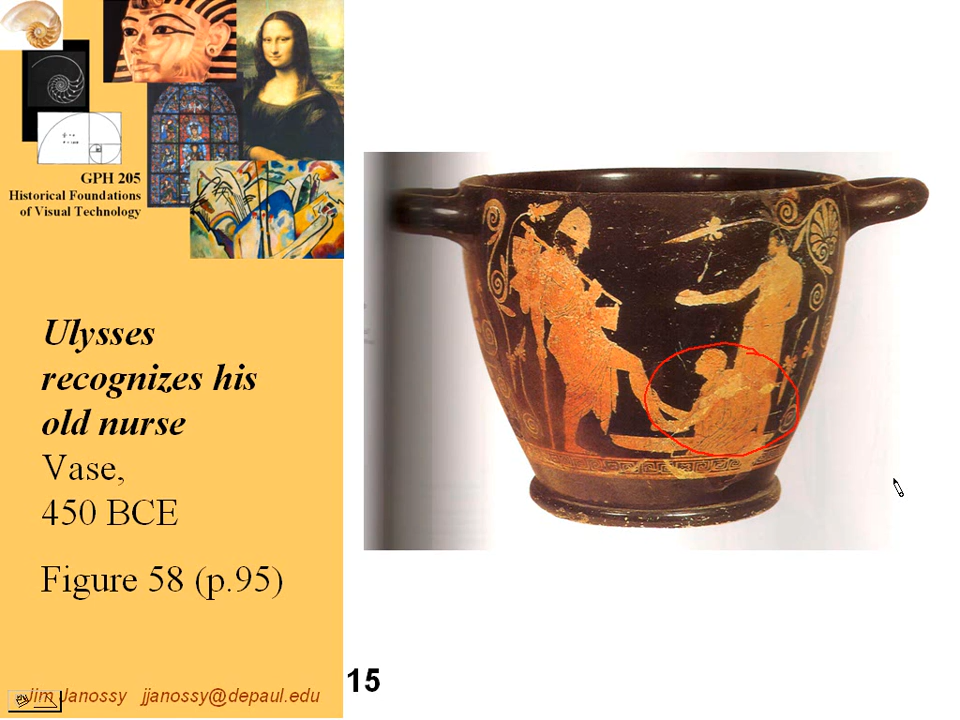 GPH 205
Historical Foundations
of Visual Technology
Ulysses
recognizes his
old nurse
Vase,
450 BCE
Figure 58 (p.95)
Jim Janossy jjanossy@depaul.edu
15